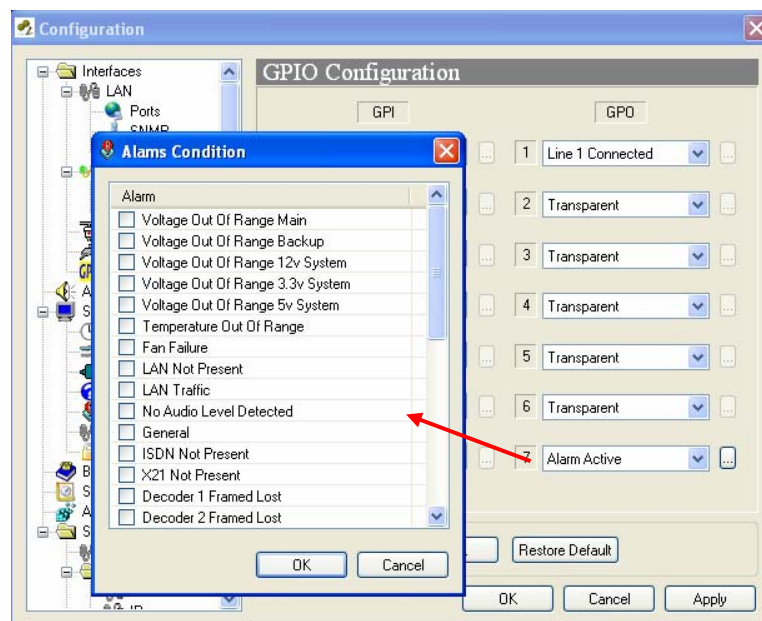 Configuration
Interfaces
LAN
Ports
SNMP
GPIO Configuration
GPI
GPO
1 Line 1 Connected ...
2 Transparent ...
3 Transparent ...
4 Transparent ...
5 Transparent ...
6 Transparent ...
7 Alarm Active ...
Alams Condition
Alarm
Voltage Out Of Range Main
Voltage Out Of Range Backup
Voltage Out Of Range 12v System
Voltage Out Of Range 3.3v System
Voltage Out Of Range 5v System
Temperature Out Of Range
Fan Failure
LAN Not Present
LAN Traffic
No Audio Level Detected
General
ISDN Not Present
X21 Not Present
Decoder 1 Framed Lost
Decoder 2 Framed Lost
OK Cancel
Restore Default
OK Cancel Apply